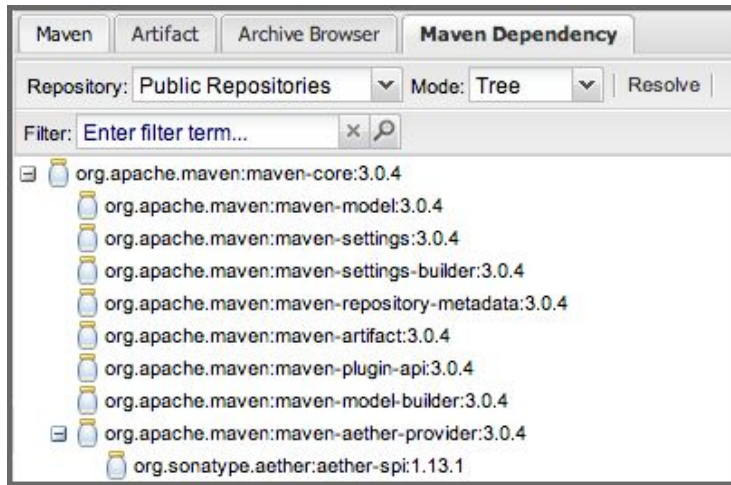 Maven Artifact Archive Browser Maven Dependency
Repository: Public Repositories Mode: Tree Resolve
Filter: Enter filter term...
org.apache.maven:maven-core:3.0.4
org.apache.maven:maven-model:3.0.4
org.apache.maven:maven-settings:3.0.4
org.apache.maven:maven-settings-builder:3.0.4
org.apache.maven:maven-repository-metadata:3.0.4
org.apache.maven:maven-artifact:3.0.4
org.apache.maven:maven-plugin-api:3.0.4
org.apache.maven:maven-model-builder:3.0.4
org.apache.maven:maven-aether-provider:3.0.4
org.sonatype.aether:aether-spi:1.13.1